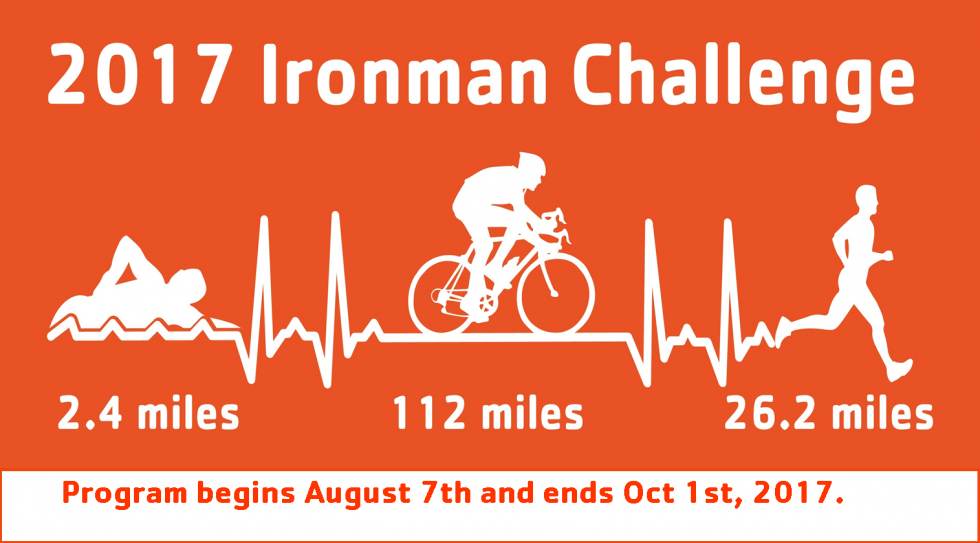 2017 Ironman Challenge
2.4 miles 112 miles 26.2 miles
Program begins August 7th and ends Oct 1st, 2017.